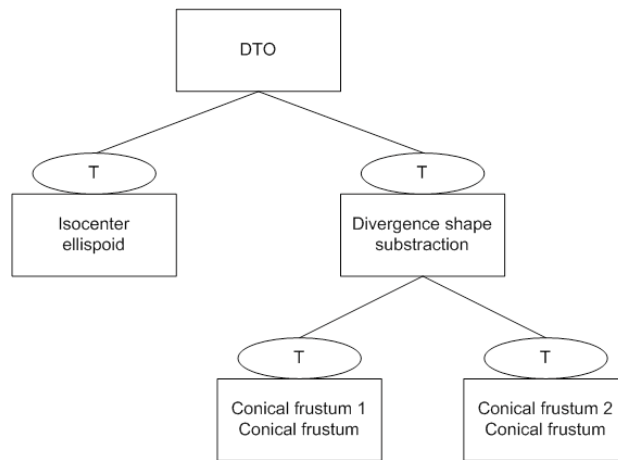 DTO
T
T
Isocenter
ellispoid
Divergence shape
substraction
T
T
Conical frustum 1
Conical frustum
Conical frustum 2
Conical frustum